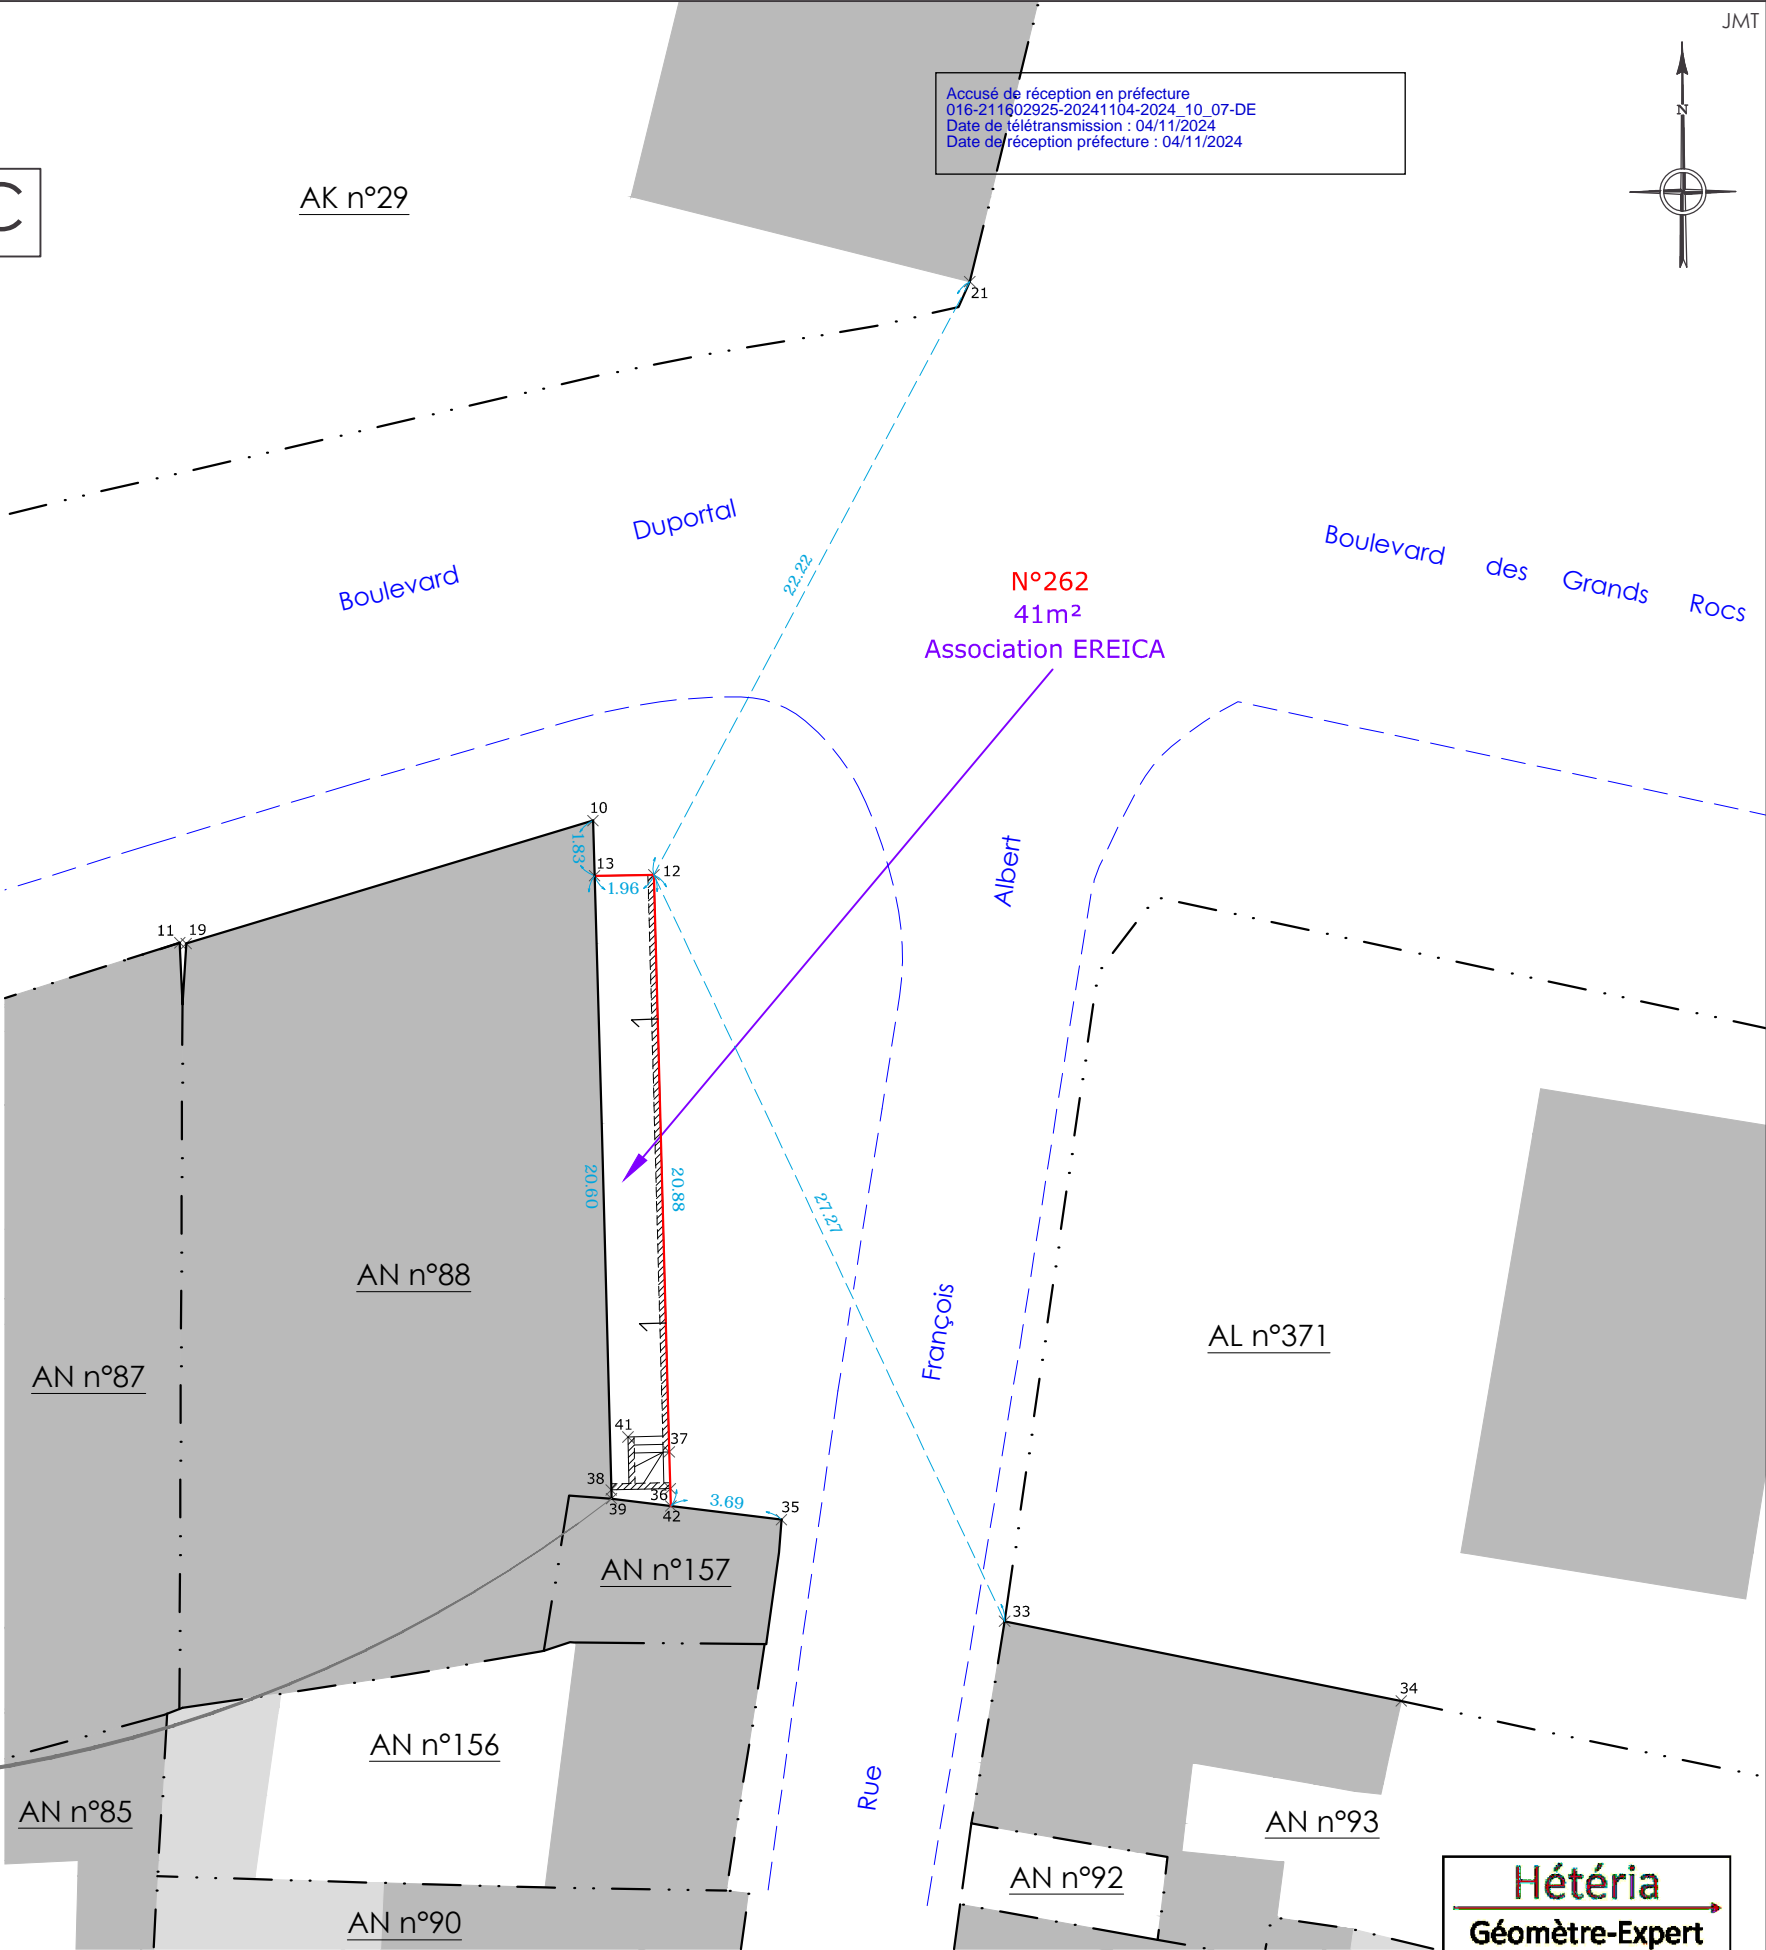 JMT
Accusé de réception en préfecture
016-211602925-20241104-2024_10_07-DE
Date de télétransmission : 04/11/2024
Date de réception préfecture : 04/11/2024
N
C
AK n°29
21
Boulevard Duportal
22.22
Boulevard des Grands Rocs
N°262
41m²
Association EREICA
10
1.83
13
12
1.96
11
19
Rue François Albert
20.60
20.88
27.27
AN n°88
AN n°87
AL n°371
41
37
38
36
39
42
3.69
35
AN n°157
33
34
AN n°156
AN n°85
AN n°93
AN n°92
AN n°90
Hétéria
Géomètre-Expert